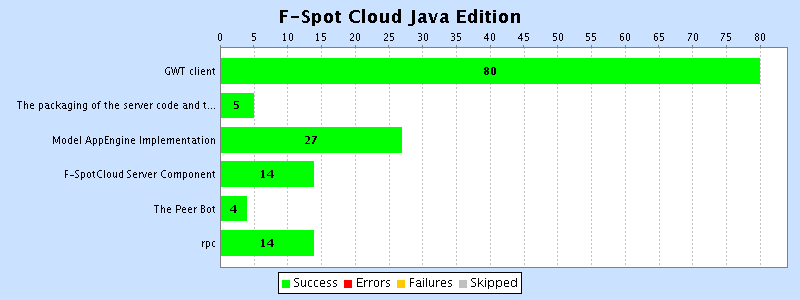 F-Spot Cloud Java Edition
0 5 10 15 20 25 30 35 40 45 50 55 60 65 70 75 80
GWT client 80
The packaging of the server code and t... 5
Model AppEngine Implementation 27
F-SpotCloud Server Component 14
The Peer Bot 4
rpc 14
Success Errors Failures Skipped